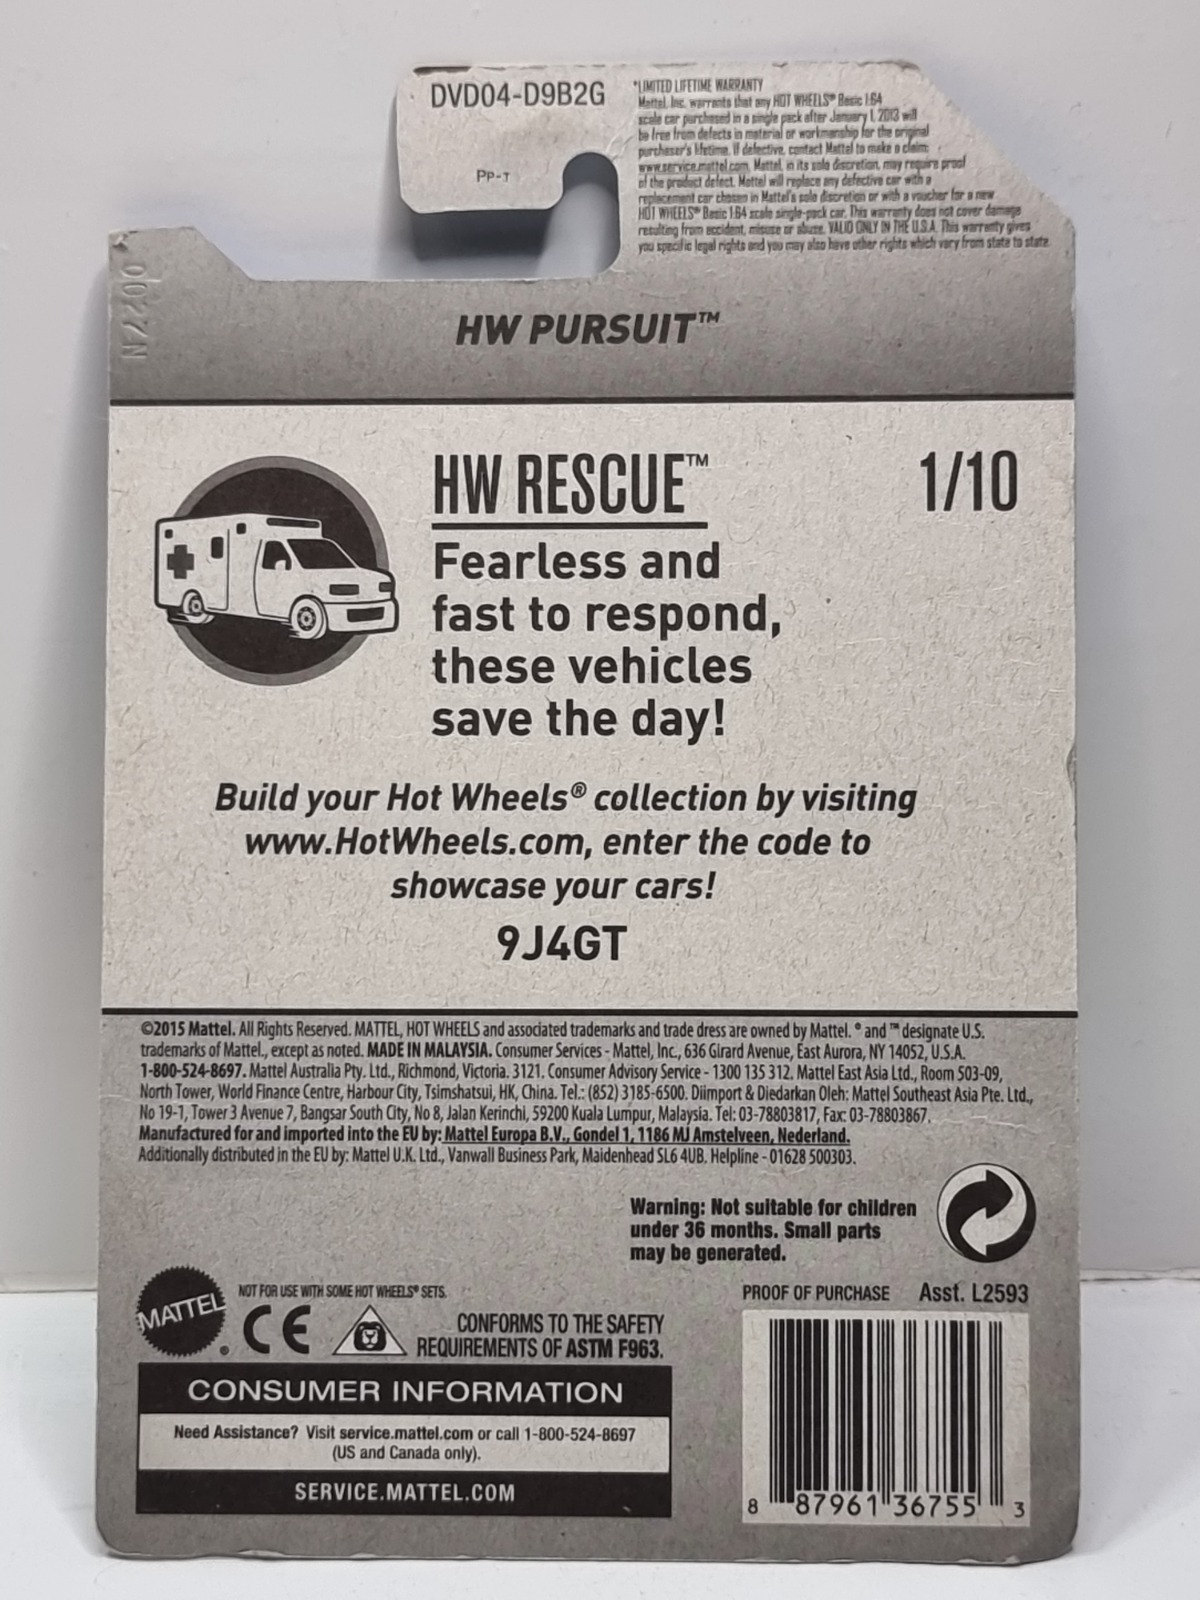 DVD04-D9B2G
PP-T
*LIMITED LIFETIME WARRANTY
Mattel, Inc. warrants that any HOT WHEELS® Basic 1:64
scale car purchased in a single pack after January 1, 2013 will
be free from defects in material or workmanship for the original
purchaser's lifetime. If defective, contact Mattel to make a claim:
www.service.mattel.com. Mattel, in its sole discretion, may require proof
of the product defect. Mattel will replace any defective car with a
replacement car chosen in Mattel's sole discretion or with a voucher for a new
HOT WHEELS® Basic 1:64 scale single-pack car. This warranty does not cover damage
resulting from accident, misuse or abuse. VALID ONLY IN THE U.S.A. This warranty gives
you specific legal rights and you may also have other rights which vary from state to state.
HW PURSUIT™
HW RESCUE™
1/10
Fearless and
fast to respond,
these vehicles
save the day!
Build your Hot Wheels® collection by visiting
www.HotWheels.com, enter the code to
showcase your cars!
9J4GT
©2015 Mattel. All Rights Reserved. MATTEL, HOT WHEELS and associated trademarks and trade dress are owned by Mattel. ® and ™ designate U.S.
trademarks of Mattel., except as noted. MADE IN MALAYSIA. Consumer Services - Mattel, Inc., 636 Girard Avenue, East Aurora, NY 14052, U.S.A.
1-800-524-8697. Mattel Australia Pty. Ltd., Richmond, Victoria. 3121. Consumer Advisory Service - 1300 135 312. Mattel East Asia Ltd., Room 503-09,
North Tower, World Finance Centre, Harbour City, Tsimshatsui, HK, China. Tel.: (852) 3185-6500. Diimport & Diedarkan Oleh: Mattel Southeast Asia Pte. Ltd.,
No 19-1, Tower 3 Avenue 7, Bangsar South City, No 8, Jalan Kerinchi, 59200 Kuala Lumpur, Malaysia. Tel: 03-78803817, Fax: 03-78803867.
Manufactured for and imported into the EU by: Mattel Europa B.V., Gondel 1, 1186 MJ Amstelveen, Nederland.
Additionally distributed in the EU by: Mattel U.K. Ltd., Vanwall Business Park, Maidenhead SL6 4UB. Helpline - 01628 500303.
Warning: Not suitable for children
under 36 months. Small parts
may be generated.
MATTEL®
NOT FOR USE WITH SOME HOT WHEELS® SETS.
CE
CONFORMS TO THE SAFETY
REQUIREMENTS OF ASTM F963.
PROOF OF PURCHASE Asst. L2593
CONSUMER INFORMATION
Need Assistance? Visit service.mattel.com or call 1-800-524-8697
(US and Canada only).
SERVICE.MATTEL.COM
8 87961 36755 3